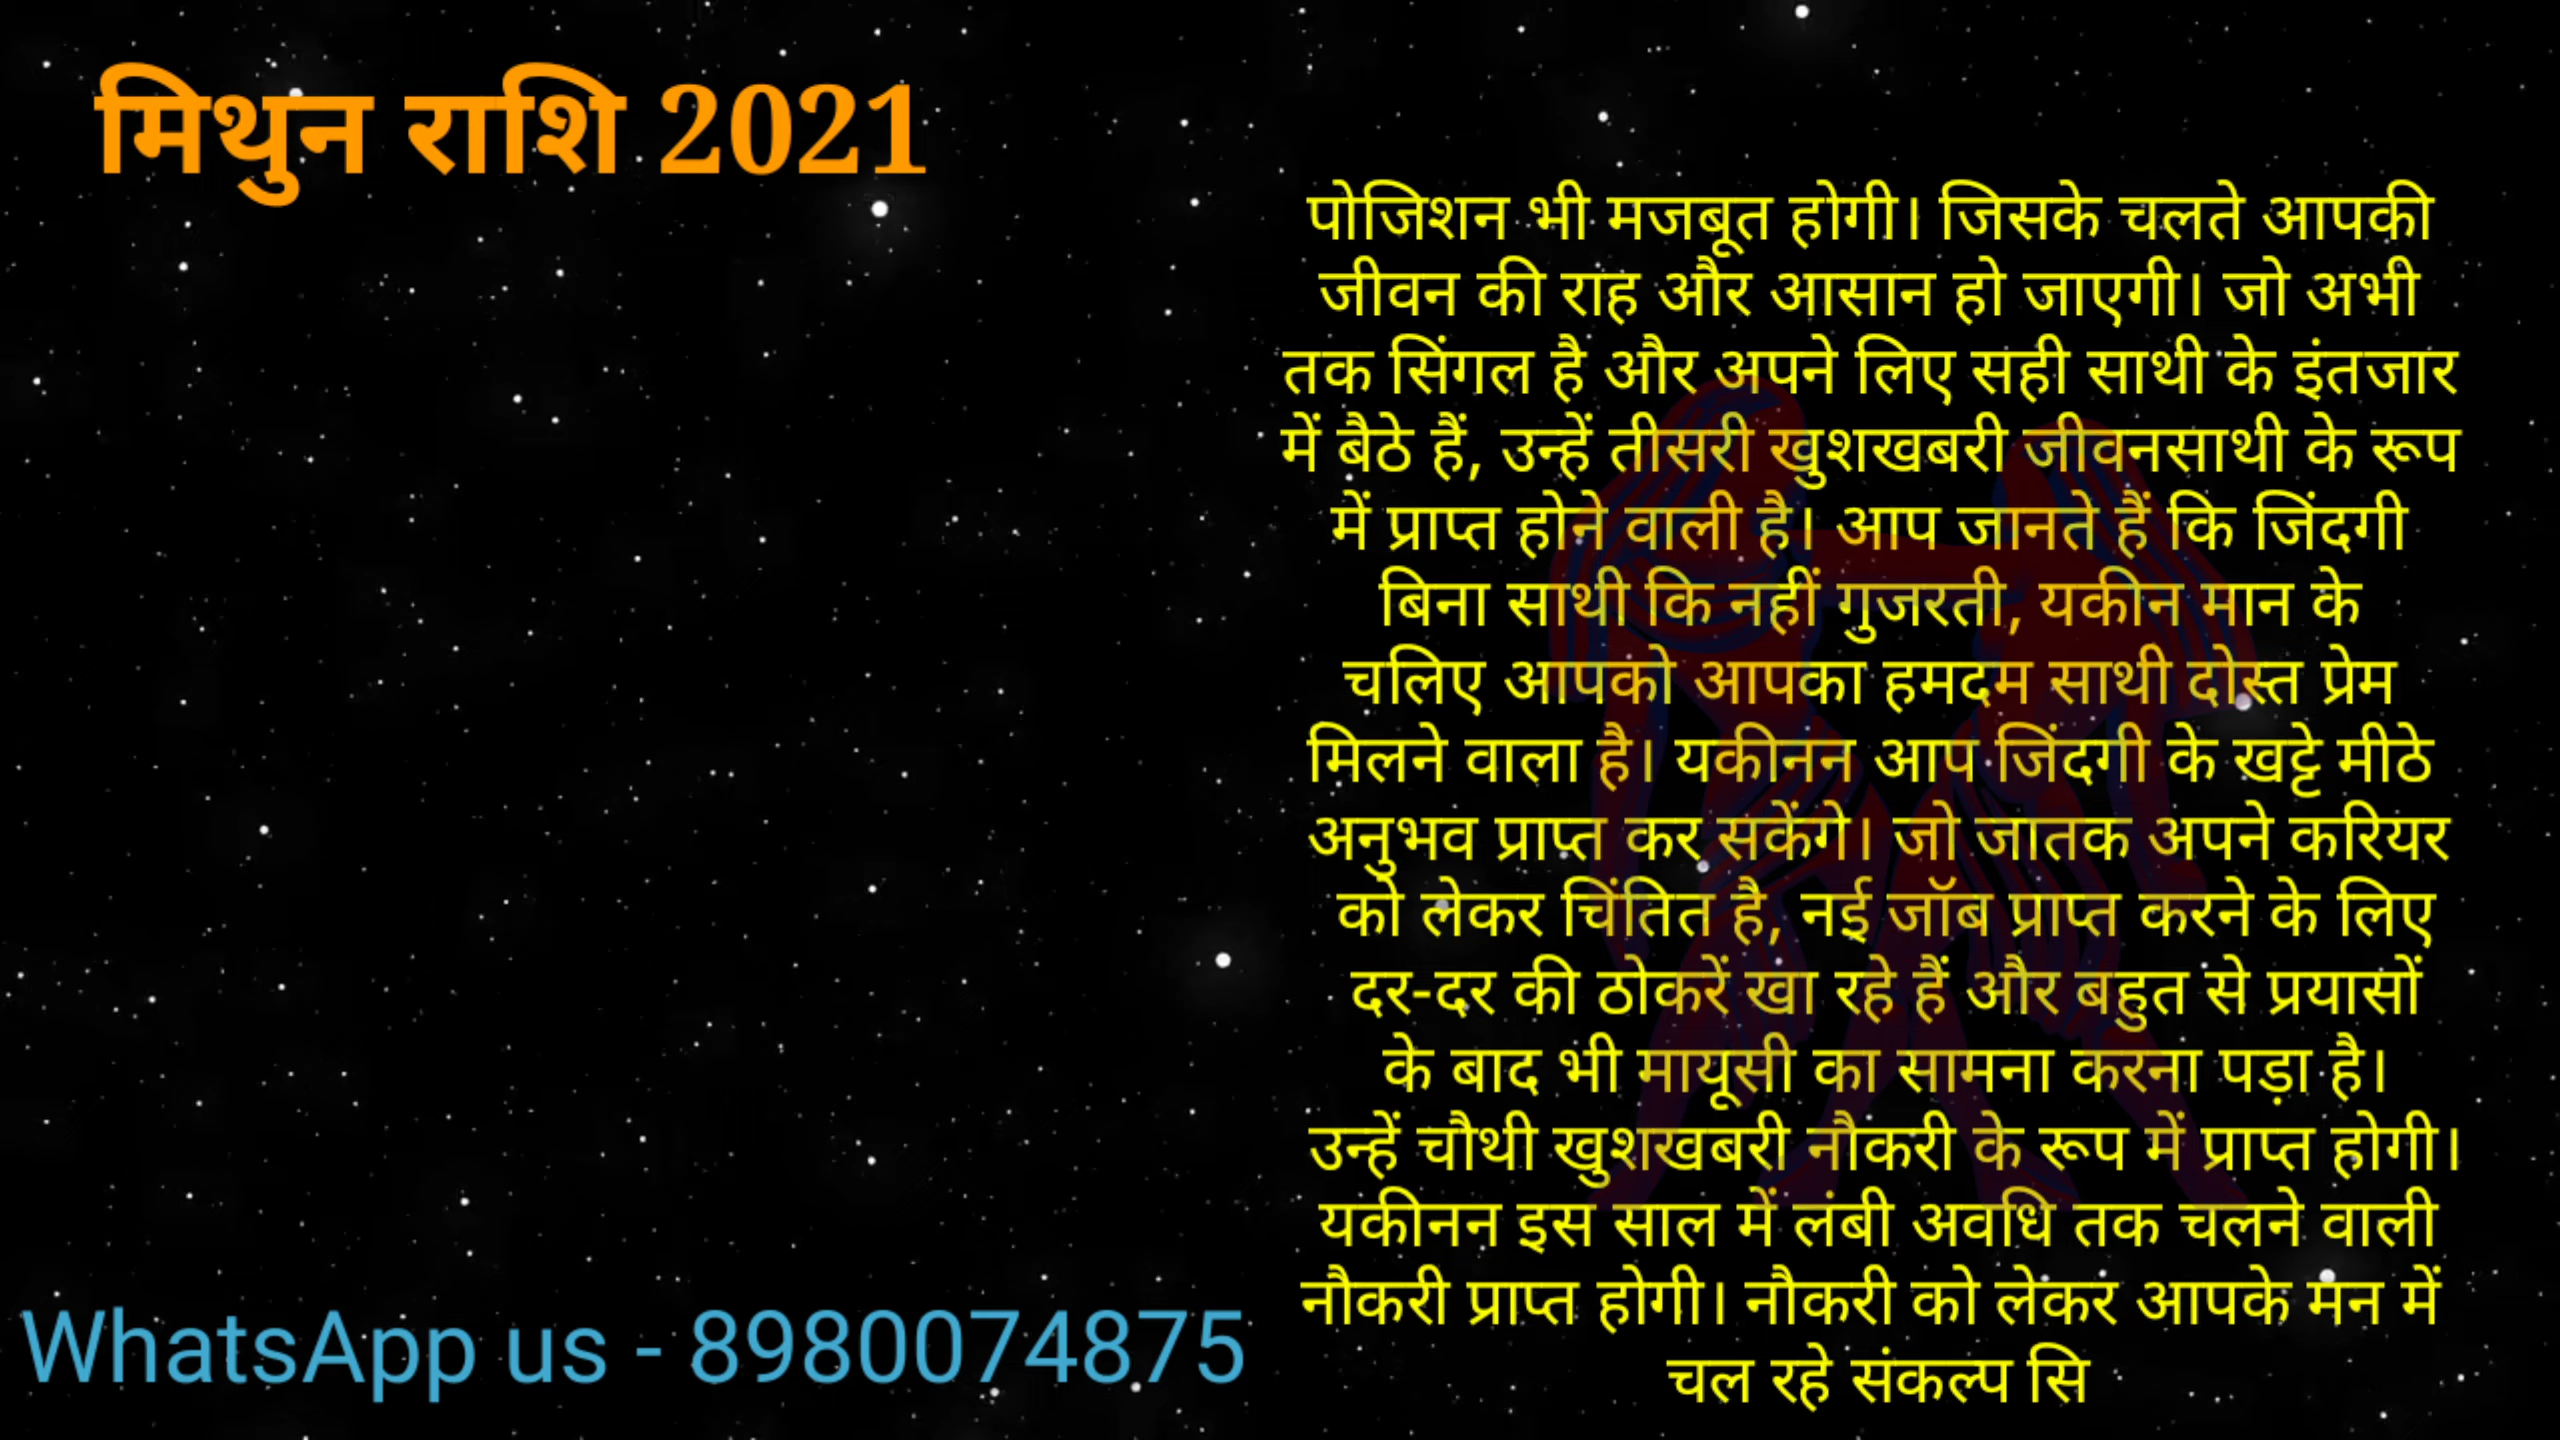 मिथुन राशि 2021
पोजिशन भी मजबूत होगी। जिसके चलते आपकी
जीवन की राह और आसान हो जाएगी। जो अभी
तक सिंगल है और अपने लिए सही साथी के इंतजार
में बैठे हैं, उन्हें तीसरी खुशखबरी जीवनसाथी के रूप
में प्राप्त होने वाली है। आप जानते हैं कि जिंदगी
बिना साथी कि नहीं गुजरती, यकीन मान के
चलिए आपको आपका हमदम साथी दोस्त प्रेम
मिलने वाला है। यकीनन आप जिंदगी के खट्टे मीठे
अनुभव प्राप्त कर सकेंगे। जो जातक अपने करियर
को लेकर चिंतित है, नई जॉब प्राप्त करने के लिए
दर-दर की ठोकरें खा रहे हैं और बहुत से प्रयासों
के बाद भी मायूसी का सामना करना पड़ा है।
उन्हें चौथी खुशखबरी नौकरी के रूप में प्राप्त होगी।
यकीनन इस साल में लंबी अवधि तक चलने वाली
नौकरी प्राप्त होगी। नौकरी को लेकर आपके मन में
चल रहे संकल्प सि
WhatsApp us - 8980074875